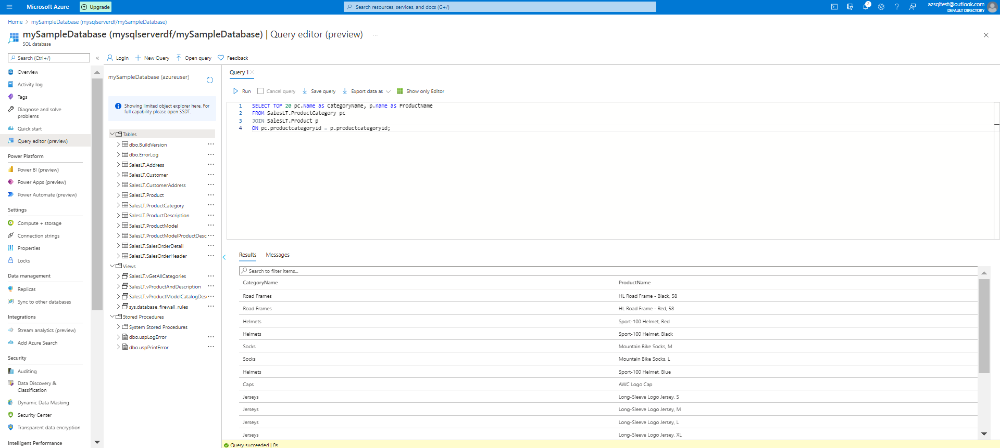 Microsoft Azure
Upgrade
Search resources, services, and docs (G+/)
2
azsqltest@outlook.com
DEFAULT DIRECTORY
Home > mySampleDatabase (mysqlserverdf/mySampleDatabase)
mySampleDatabase (mysqlserverdf/mySampleDatabase) | Query editor (preview) ...
SQL database
Search (Ctrl+/)
«
Overview
Activity log
Tags
Diagnose and solve
problems
Quick start
Query editor (preview)
Power Platform
Power BI (preview)
Power Apps (preview)
Power Automate (preview)
Settings
Compute + storage
Connection strings
Properties
Locks
Data management
Replicas
Sync to other databases
Integrations
Stream analytics (preview)
Add Azure Search
Security
Auditing
Data Discovery &
Classification
Dynamic Data Masking
Security Center
Transparent data encryption
Intelligent Performance
Login
New Query
Open query
Feedback
mySampleDatabase (azureuser)
Showing limited object explorer here. For
full capability please open SSDT.
Tables
dbo.BuildVersion ...
dbo.ErrorLog ...
SalesLT.Address ...
SalesLT.Customer ...
SalesLT.CustomerAddress ...
SalesLT.Product ...
SalesLT.ProductCategory ...
SalesLT.ProductDescription ...
SalesLT.ProductModel ...
SalesLT.ProductModelProductDesc ...
SalesLT.SalesOrderDetail ...
SalesLT.SalesOrderHeader ...
Views
SalesLT.vGetAllCategories ...
SalesLT.vProductAndDescription ...
SalesLT.vProductModelCatalogDes ...
sys.database_firewall_rules ...
Stored Procedures
System Stored Procedures
dbo.uspLogError ...
dbo.uspPrintError ...
Query 1
Run
Cancel query
Save query
Export data as
Show only Editor
1 SELECT TOP 20 pc.Name as CategoryName, p.name as ProductName
2 FROM SalesLT.ProductCategory pc
3 JOIN SalesLT.Product p
4 ON pc.productcategoryid = p.productcategoryid;
Results Messages
Search to filter items...
CategoryName ProductName
Road Frames HL Road Frame - Black, 58
Road Frames HL Road Frame - Red, 58
Helmets Sport-100 Helmet, Red
Helmets Sport-100 Helmet, Black
Socks Mountain Bike Socks, M
Socks Mountain Bike Socks, L
Helmets Sport-100 Helmet, Blue
Caps AWC Logo Cap
Jerseys Long-Sleeve Logo Jersey, S
Jerseys Long-Sleeve Logo Jersey, M
Jerseys Long-Sleeve Logo Jersey, L
Jerseys Long-Sleeve Logo Jersey, XL
Query succeeded | 0s